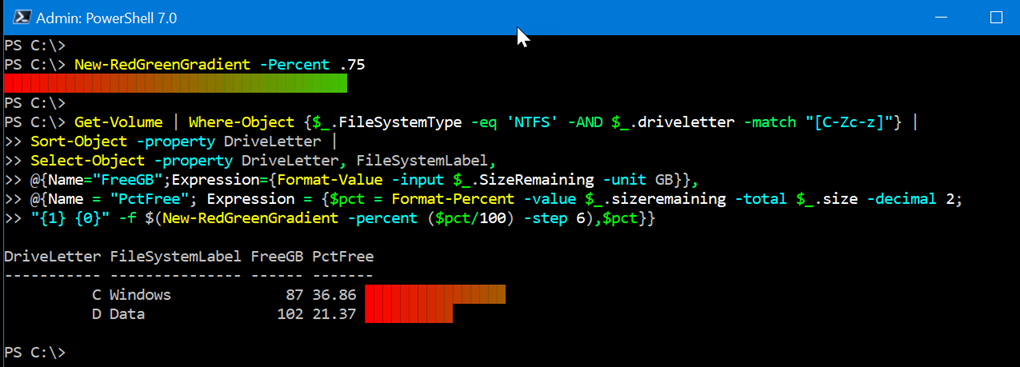 Admin: PowerShell 7.0
PS C:\>
PS C:\> New-RedGreenGradient -Percent .75
PS C:\>
PS C:\> Get-Volume | Where-Object {$_.FileSystemType -eq 'NTFS' -AND $_.driveletter -match "[C-Zc-z]"} |
>> Sort-Object -property DriveLetter |
>> Select-Object -property DriveLetter, FileSystemLabel,
>> @{Name="FreeGB";Expression={Format-Value -input $_.SizeRemaining -unit GB}},
>> @{Name = "PctFree"; Expression = {$pct = Format-Percent -value $_.sizeremaining -total $_.size -decimal 2;
>> "{1} {0}" -f $(New-RedGreenGradient -percent ($pct/100) -step 6),$pct}}
DriveLetter FileSystemLabel FreeGB PctFree
----------- --------------- ------ -------
C Windows 87 36.86
D Data 102 21.37
PS C:\>